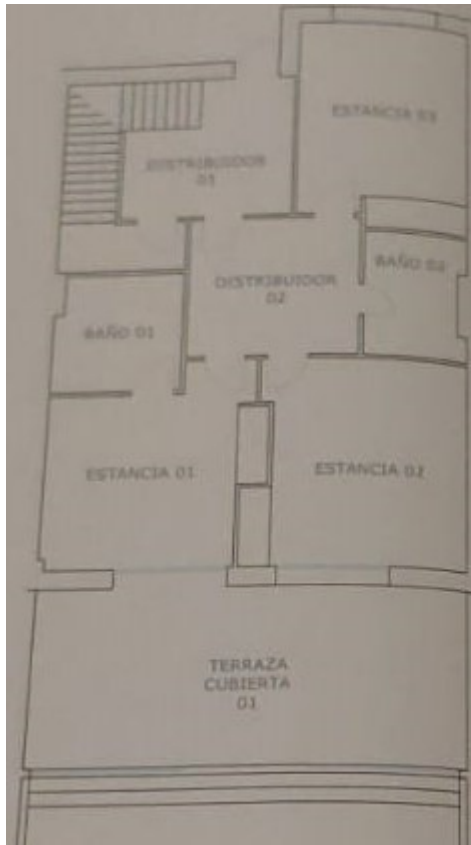 ESTANCIA 03
DISTRIBUIDOR
01
BAÑO 02
DISTRIBUIDOR
02
BAÑO 01
ESTANCIA 01
ESTANCIA 02
TERRAZA
CUBIERTA
01